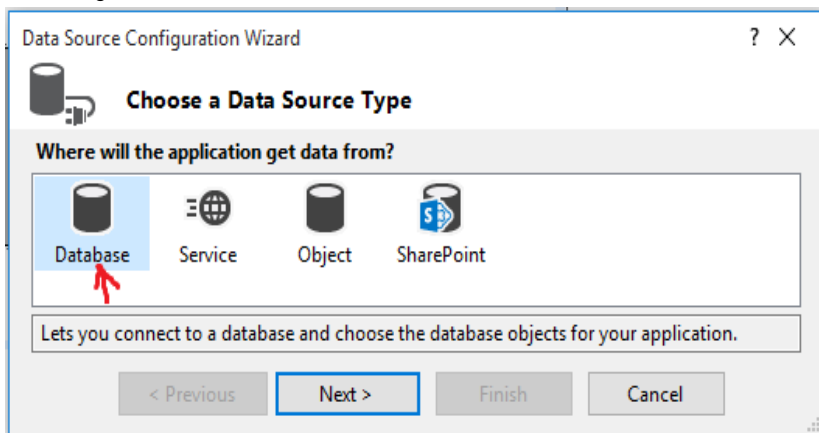 Data Source Configuration Wizard ? X
Choose a Data Source Type
Where will the application get data from?
Database Service Object SharePoint
Lets you connect to a database and choose the database objects for your application.
< Previous Next > Finish Cancel